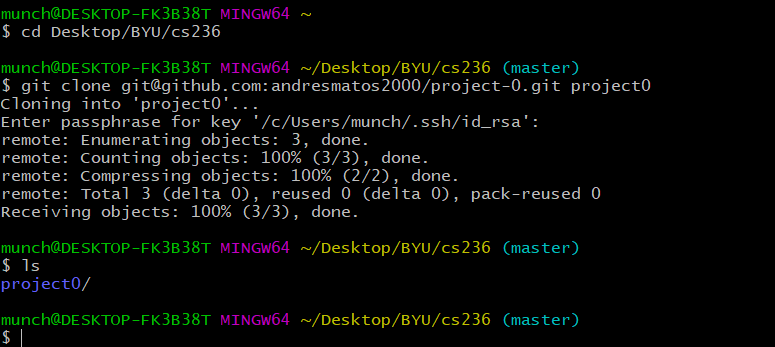 munch@DESKTOP-FK3B38T MINGW64 ~
$ cd Desktop/BYU/cs236
munch@DESKTOP-FK3B38T MINGW64 ~/Desktop/BYU/cs236 (master)
$ git clone git@github.com:andresmatos2000/project-0.git project0
Cloning into 'project0'...
Enter passphrase for key '/c/Users/munch/.ssh/id_rsa':
remote: Enumerating objects: 3, done.
remote: Counting objects: 100% (3/3), done.
remote: Compressing objects: 100% (2/2), done.
remote: Total 3 (delta 0), reused 0 (delta 0), pack-reused 0
Receiving objects: 100% (3/3), done.
munch@DESKTOP-FK3B38T MINGW64 ~/Desktop/BYU/cs236 (master)
$ ls
project0/
munch@DESKTOP-FK3B38T MINGW64 ~/Desktop/BYU/cs236 (master)
$